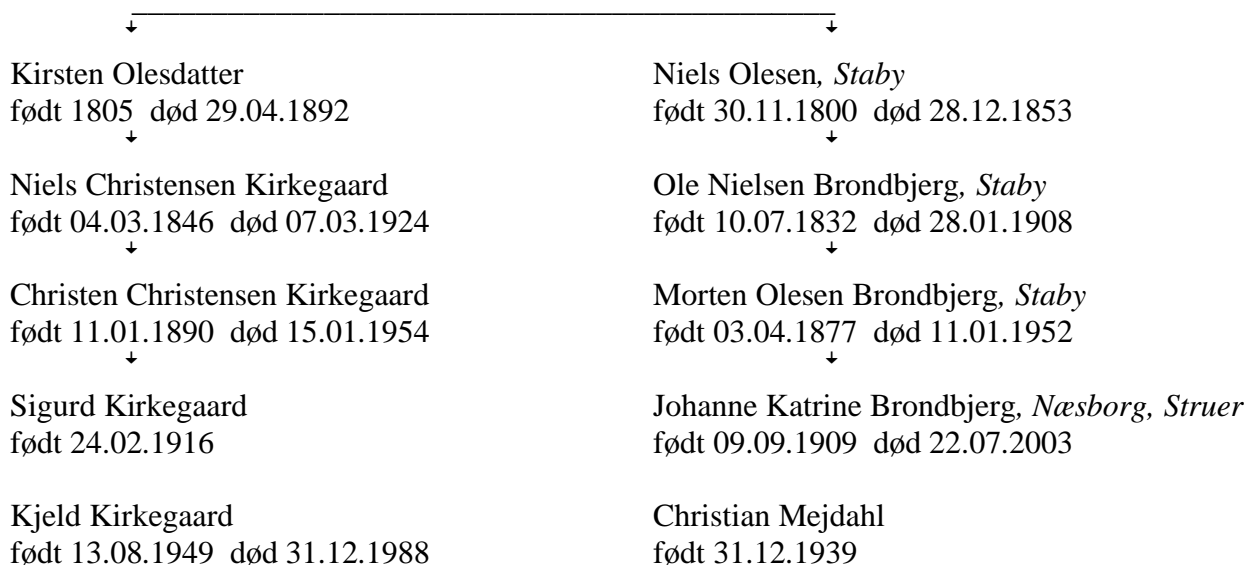 Kirsten Olesdatter
født 1805 død 29.04.1892
Niels Olesen, Staby
født 30.11.1800 død 28.12.1853
Niels Christensen Kirkegaard
født 04.03.1846 død 07.03.1924
Ole Nielsen Brondbjerg, Staby
født 10.07.1832 død 28.01.1908
Christen Christensen Kirkegaard
født 11.01.1890 død 15.01.1954
Morten Olesen Brondbjerg, Staby
født 03.04.1877 død 11.01.1952
Sigurd Kirkegaard
født 24.02.1916
Johanne Katrine Brondbjerg, Næsborg, Struer
født 09.09.1909 død 22.07.2003
Kjeld Kirkegaard
født 13.08.1949 død 31.12.1988
Christian Mejdahl
født 31.12.1939